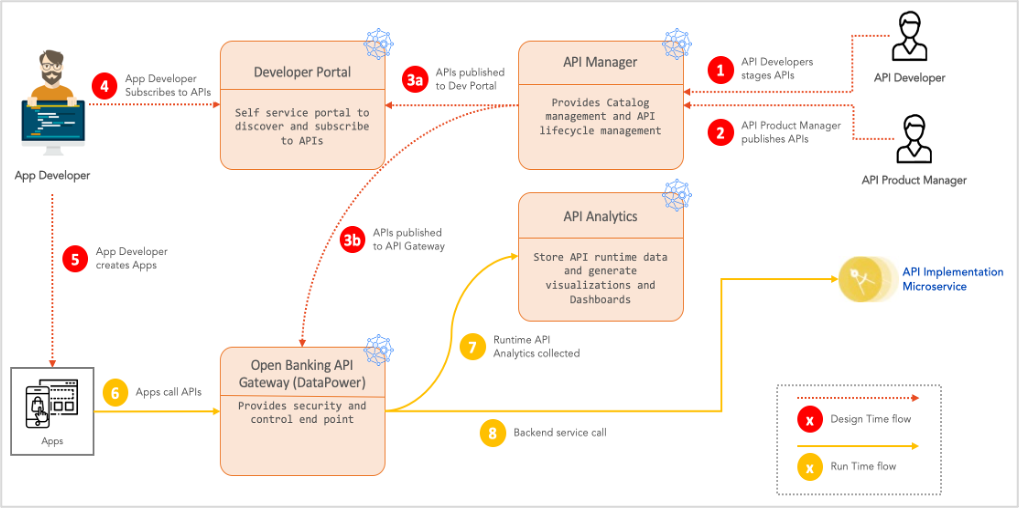 Developer Portal
Self service portal to
discover and subscribe
to APIs
API Manager
Provides Catalog
management and API
lifecycle management
API Developer
API Product Manager
1
API Developers
stages APIs
2
API Product Manager
publishes APIs
3a
APIs published
to Dev Portal
4
App Developer
Subscribes to APIs
App Developer
3b
APIs published
to API Gateway
5
App Developer
creates Apps
API Analytics
Store API runtime data
and generate
visualizations and
Dashboards
API Implementation
Microservice
7
Runtime API
Analytics collected
Open Banking API
Gateway (DataPower)
Provides security and
control end point
6
Apps call APIs
Apps
8
Backend service call
x
Design Time flow
x
Run Time flow